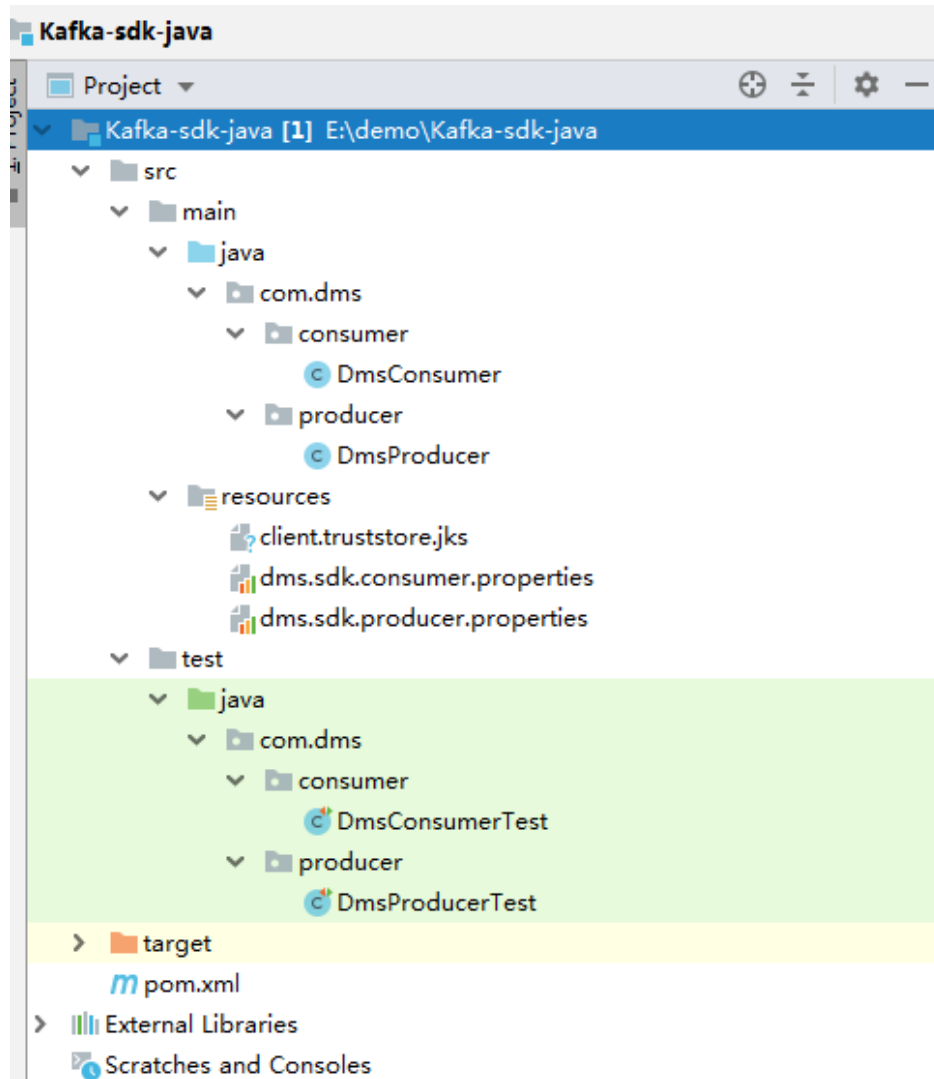 Kafka-sdk-java
Project
Kafka-sdk-java [1] E:\demo\Kafka-sdk-java
src
main
java
com.dms
consumer
DmsConsumer
producer
DmsProducer
resources
client.truststore.jks
dms.sdk.consumer.properties
dms.sdk.producer.properties
test
java
com.dms
consumer
DmsConsumerTest
producer
DmsProducerTest
target
pom.xml
External Libraries
Scratches and Consoles